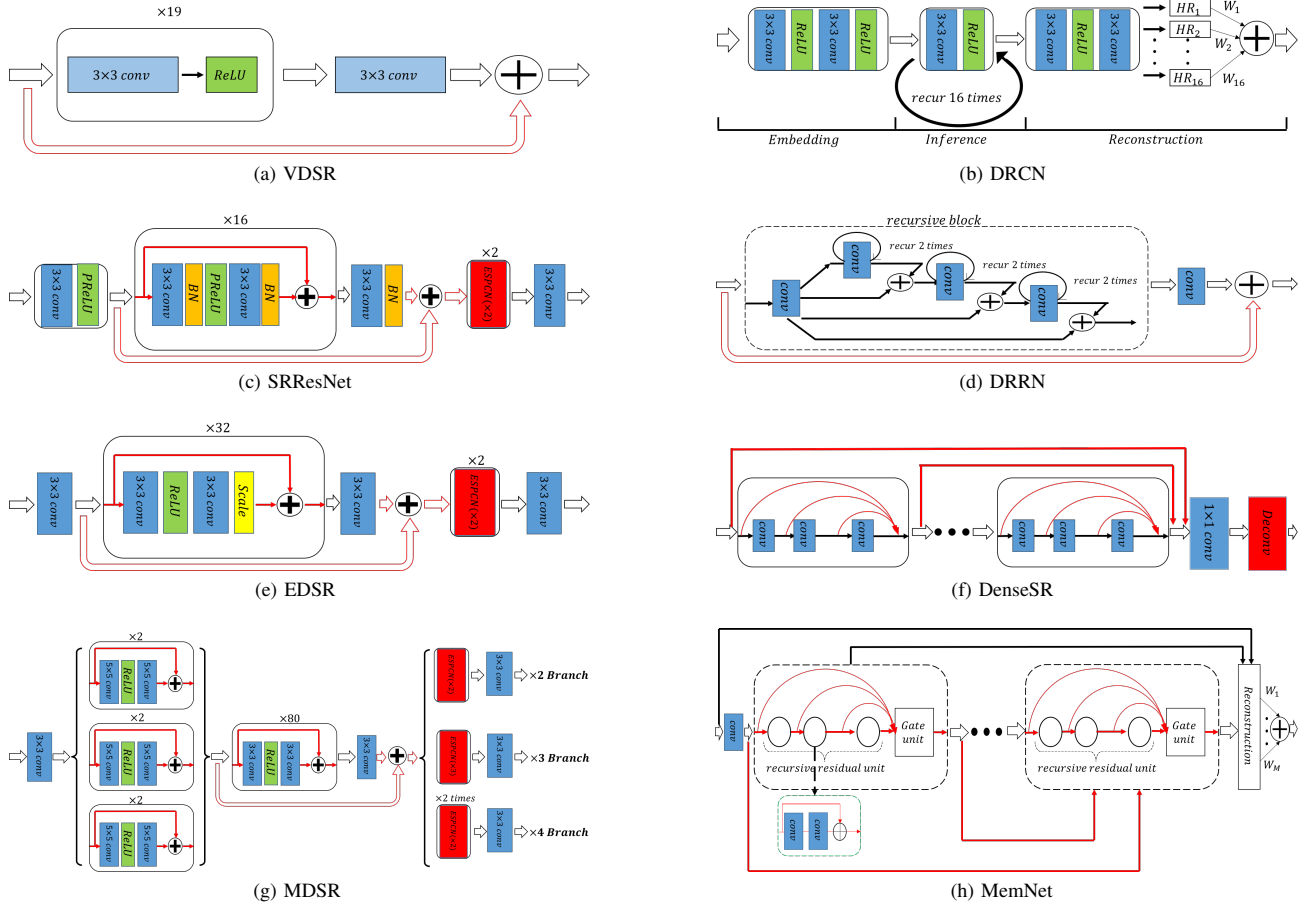 ×19
3×3 conv
ReLU
3×3 conv
(a) VDSR
3×3 conv
ReLU
3×3 conv
ReLU
3×3 conv
ReLU
3×3 conv
ReLU
3×3 conv
HR1
HR2
HR16
W1
W2
W16
recur 16 times
Embedding
Inference
Reconstruction
(b) DRCN
×16
3×3 conv
PReLU
3×3 conv
BN
PReLU
3×3 conv
BN
3×3 conv
BN
×2
ESPCN(×2)
3×3 conv
(c) SRResNet
recursive block
conv
conv
recur 2 times
conv
recur 2 times
conv
recur 2 times
conv
(d) DRRN
×32
3×3 conv
3×3 conv
ReLU
3×3 conv
Scale
3×3 conv
×2
ESPCN(×2)
3×3 conv
(e) EDSR
conv
conv
conv
conv
conv
conv
1×1 conv
Deconv
(f) DenseSR
3×3 conv
×2
5×5 conv
ReLU
5×5 conv
×2
5×5 conv
ReLU
5×5 conv
×2
5×5 conv
ReLU
5×5 conv
×80
3×3 conv
ReLU
3×3 conv
3×3 conv
ESPCN(×2)
3×3 conv
×2 Branch
ESPCN(×3)
3×3 conv
×3 Branch
×2 times
ESPCN(×2)
3×3 conv
×4 Branch
(g) MDSR
conv
Gate
unit
recursive residual unit
conv
conv
Gate
unit
recursive residual unit
Reconstruction
W1
WM
(h) MemNet